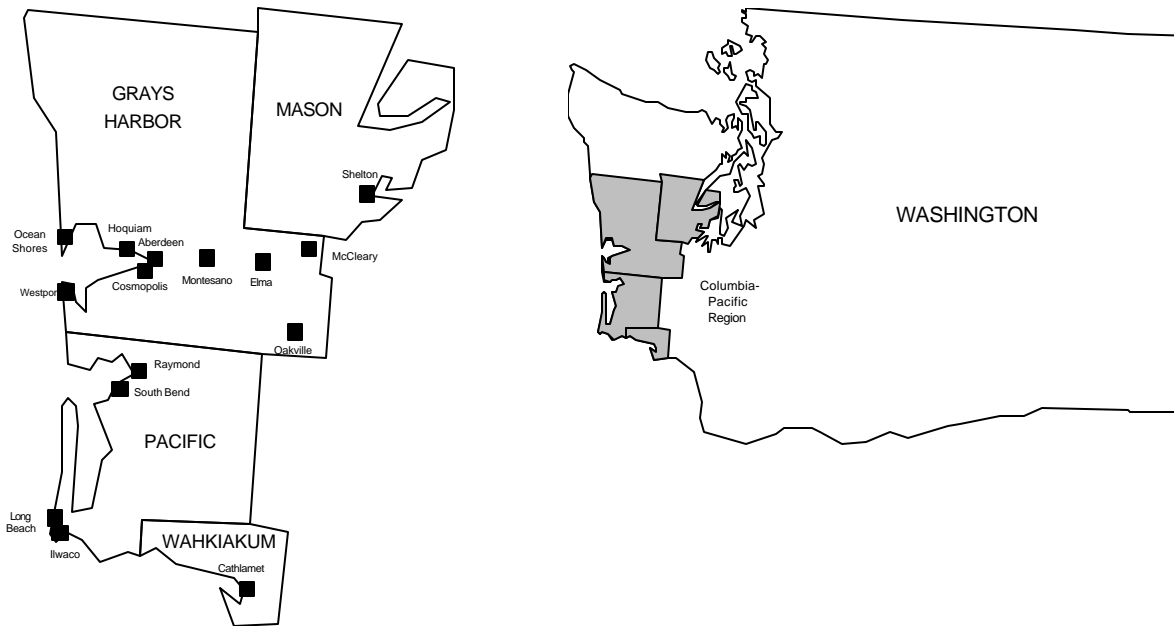 GRAYS
HARBOR
MASON
Shelton
Ocean
Shores
Hoquiam
Aberdeen
McCleary
Cosmopolis
Montesano
Elma
Westpor
Oakville
Raymond
South Bend
PACIFIC
Long
Beach
Ilwaco
WAHKIAKUM
Cathlamet
WASHINGTON
Columbia-
Pacific
Region